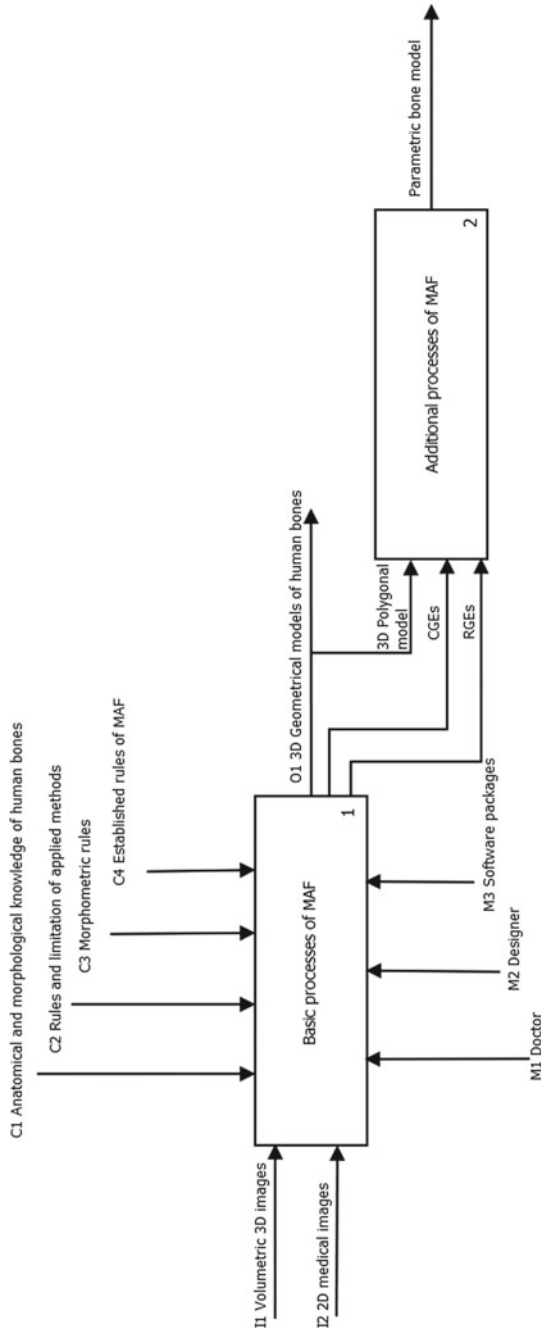 C1 Anatomical and morphological knowledge of human bones
C2 Rules and limitation of applied methods
C3 Morphometric rules
C4 Established rules of MAF
I1 Volumetric 3D images
I2 2D medical images
Basic processes of MAF
1
M1 Doctor
M2 Designer
M3 Software packages
O1 3D Geometrical models of human bones
3D Polygonal
model
CGEs
RGEs
Additional processes of MAF
2
Parametric bone model